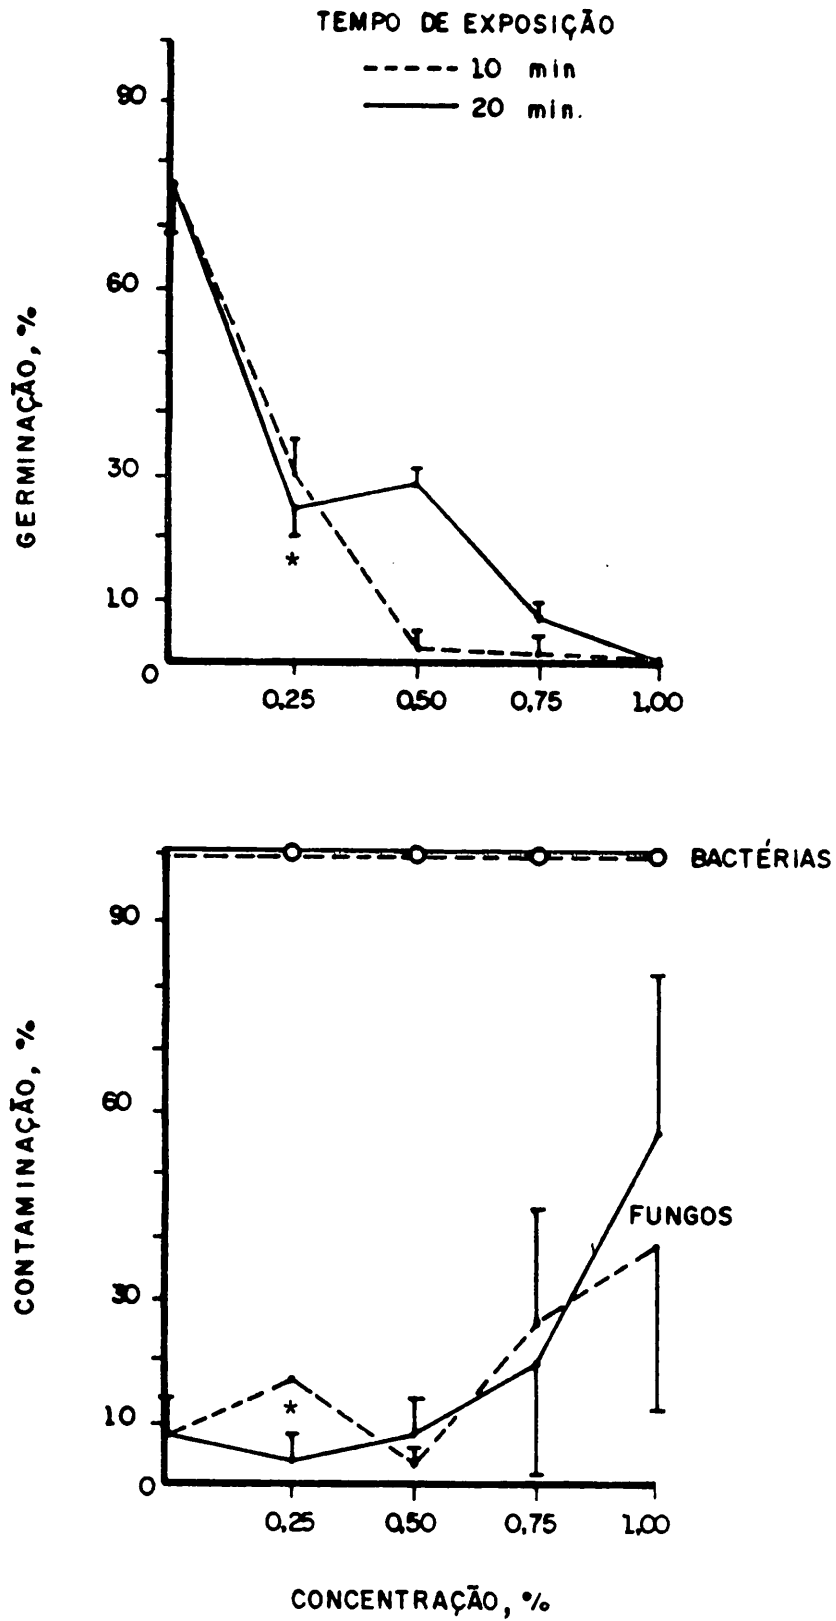 TEMPO DE EXPOSIÇÃO
10 min
20 min.
GERMINAÇÃO, %
90
60
30
10
0
*
0,25 0,50 0,75 1,00
BACTÉRIAS
CONTAMINAÇÃO, %
90
60
FUNGOS
30
*
10
0
0,25 0,50 0,75 1,00
CONCENTRAÇÃO, %